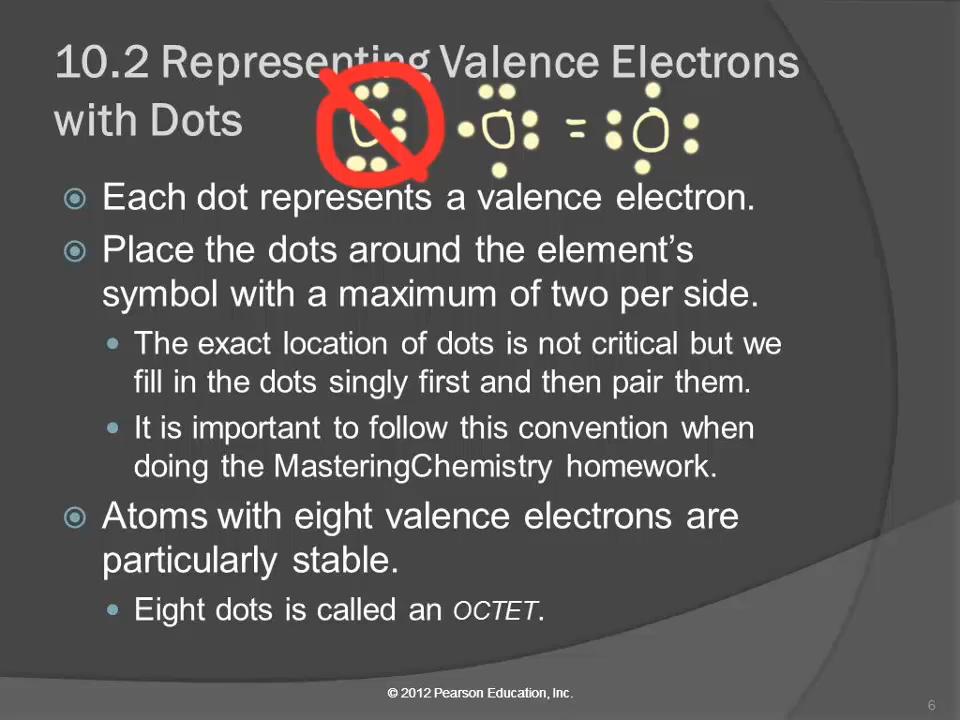 10.2 Representing Valence Electrons
with Dots
O O = O
Each dot represents a valence electron.
Place the dots around the element’s
symbol with a maximum of two per side.
The exact location of dots is not critical but we
fill in the dots singly first and then pair them.
It is important to follow this convention when
doing the MasteringChemistry homework.
Atoms with eight valence electrons are
particularly stable.
Eight dots is called an OCTET.
© 2012 Pearson Education, Inc.
6